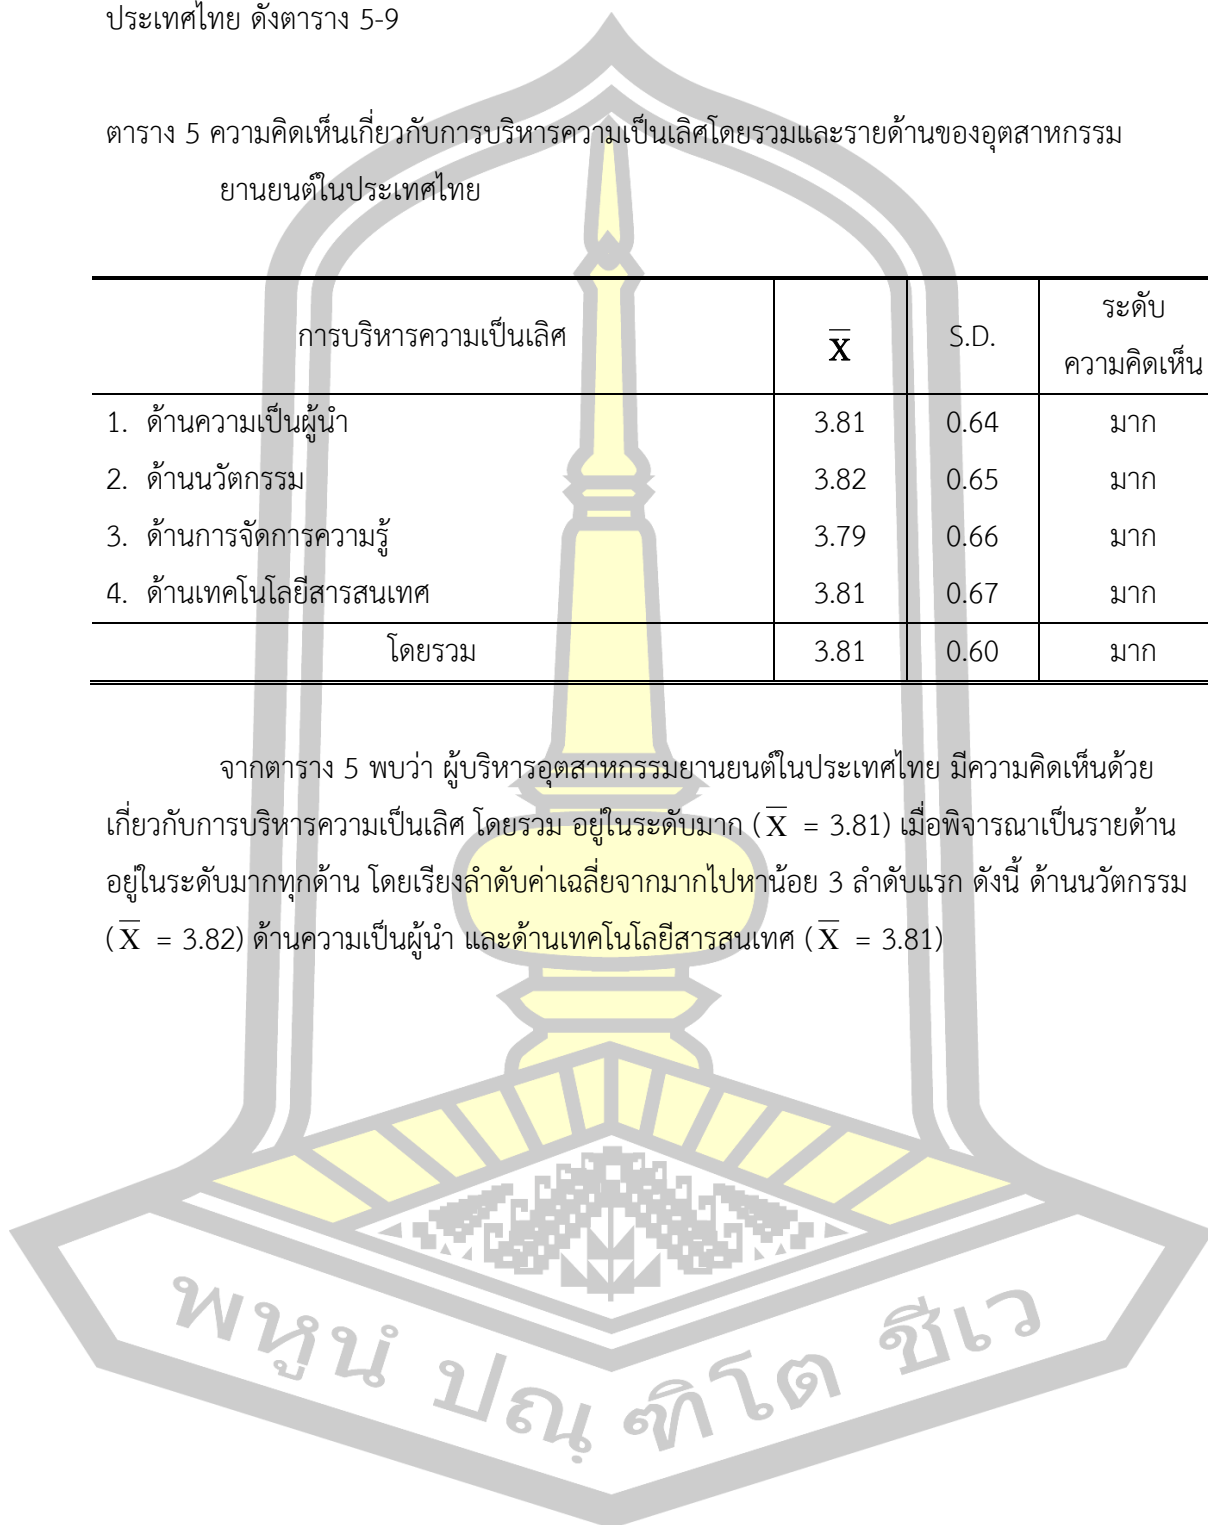 ประเทศไทย ดังตาราง 5-9
ตาราง 5 ความคิดเห็นเกี่ยวกับการบริหารความเป็นเลิศโดยรวมและรายด้านของอุตสาหกรรม
ยานยนต์ในประเทศไทย
การบริหารความเป็นเลิศ X̅ S.D. ระดับ
ความคิดเห็น
1. ด้านความเป็นผู้นำ 3.81 0.64 มาก
2. ด้านนวัตกรรม 3.82 0.65 มาก
3. ด้านการจัดการความรู้ 3.79 0.66 มาก
4. ด้านเทคโนโลยีสารสนเทศ 3.81 0.67 มาก
โดยรวม 3.81 0.60 มาก
จากตาราง 5 พบว่า ผู้บริหารอุตสาหกรรมยานยนต์ในประเทศไทย มีความคิดเห็นด้วย
เกี่ยวกับการบริหารความเป็นเลิศ โดยรวม อยู่ในระดับมาก ( X̅ = 3.81) เมื่อพิจารณาเป็นรายด้าน
อยู่ในระดับมากทุกด้าน โดยเรียงลำดับค่าเฉลี่ยจากมากไปหาน้อย 3 ลำดับแรก ดังนี้ ด้านนวัตกรรม
( X̅ = 3.82) ด้านความเป็นผู้นำ และด้านเทคโนโลยีสารสนเทศ ( X̅ = 3.81)
พหูนํ ปณฺฑิโต ชีเว